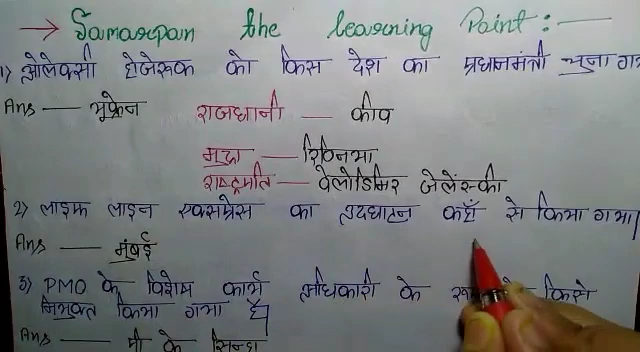 → Samarpan the learning Point :—
1) ओलेक्सी होंजेरुक को किस देश का प्रधानमंत्री चुना गया
Ans — यूक्रेन राजधानी — कीव
मुद्रा — रिव्निया
राष्ट्रपति — वेलोडिमिर जेलेंस्की
2) लाइफ लाइन एक्सप्रेस का उदघाटन कहाँ से किया गया|
Ans — मुंबई
3) PMO के विशेष कार्य अधिकारी के किसे
नियुक्त किया गया है|
Ans — पी के सिन्हा